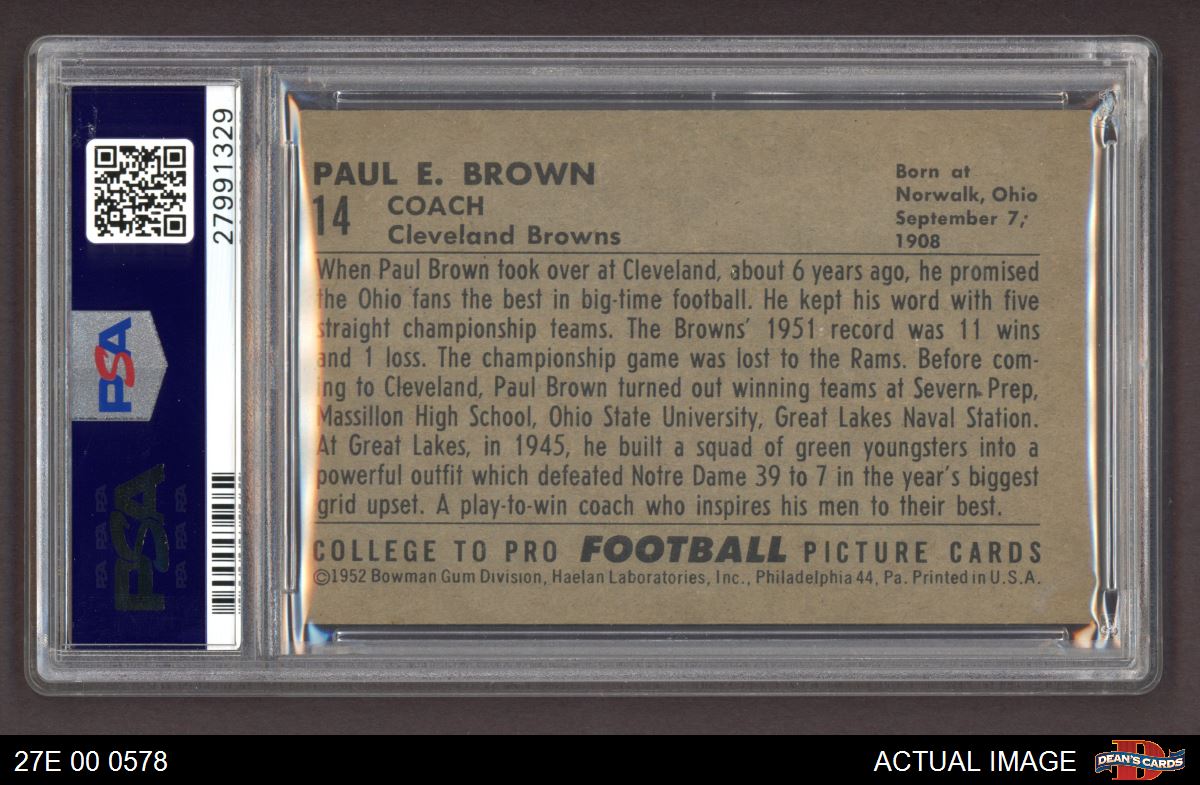 27991329
PSA
PSA
PAUL E. BROWN
14 COACH
Cleveland Browns
Born at
Norwalk, Ohio
September 7,
1908
When Paul Brown took over at Cleveland, about 6 years ago, he promised
the Ohio fans the best in big-time football. He kept his word with five
straight championship teams. The Browns' 1951 record was 11 wins
and 1 loss. The championship game was lost to the Rams. Before com-
ing to Cleveland, Paul Brown turned out winning teams at Severn Prep,
Massillon High School, Ohio State University, Great Lakes Naval Station.
At Great Lakes, in 1945, he built a squad of green youngsters into a
powerful outfit which defeated Notre Dame 39 to 7 in the year's biggest
grid upset. A play-to-win coach who inspires his men to their best.
COLLEGE TO PRO FOOTBALL PICTURE CARDS
©1952 Bowman Gum Division, Haelan Laboratories, Inc., Philadelphia 44, Pa. Printed in U.S.A.
27E 00 0578
ACTUAL IMAGE
D DEAN'S CARDS